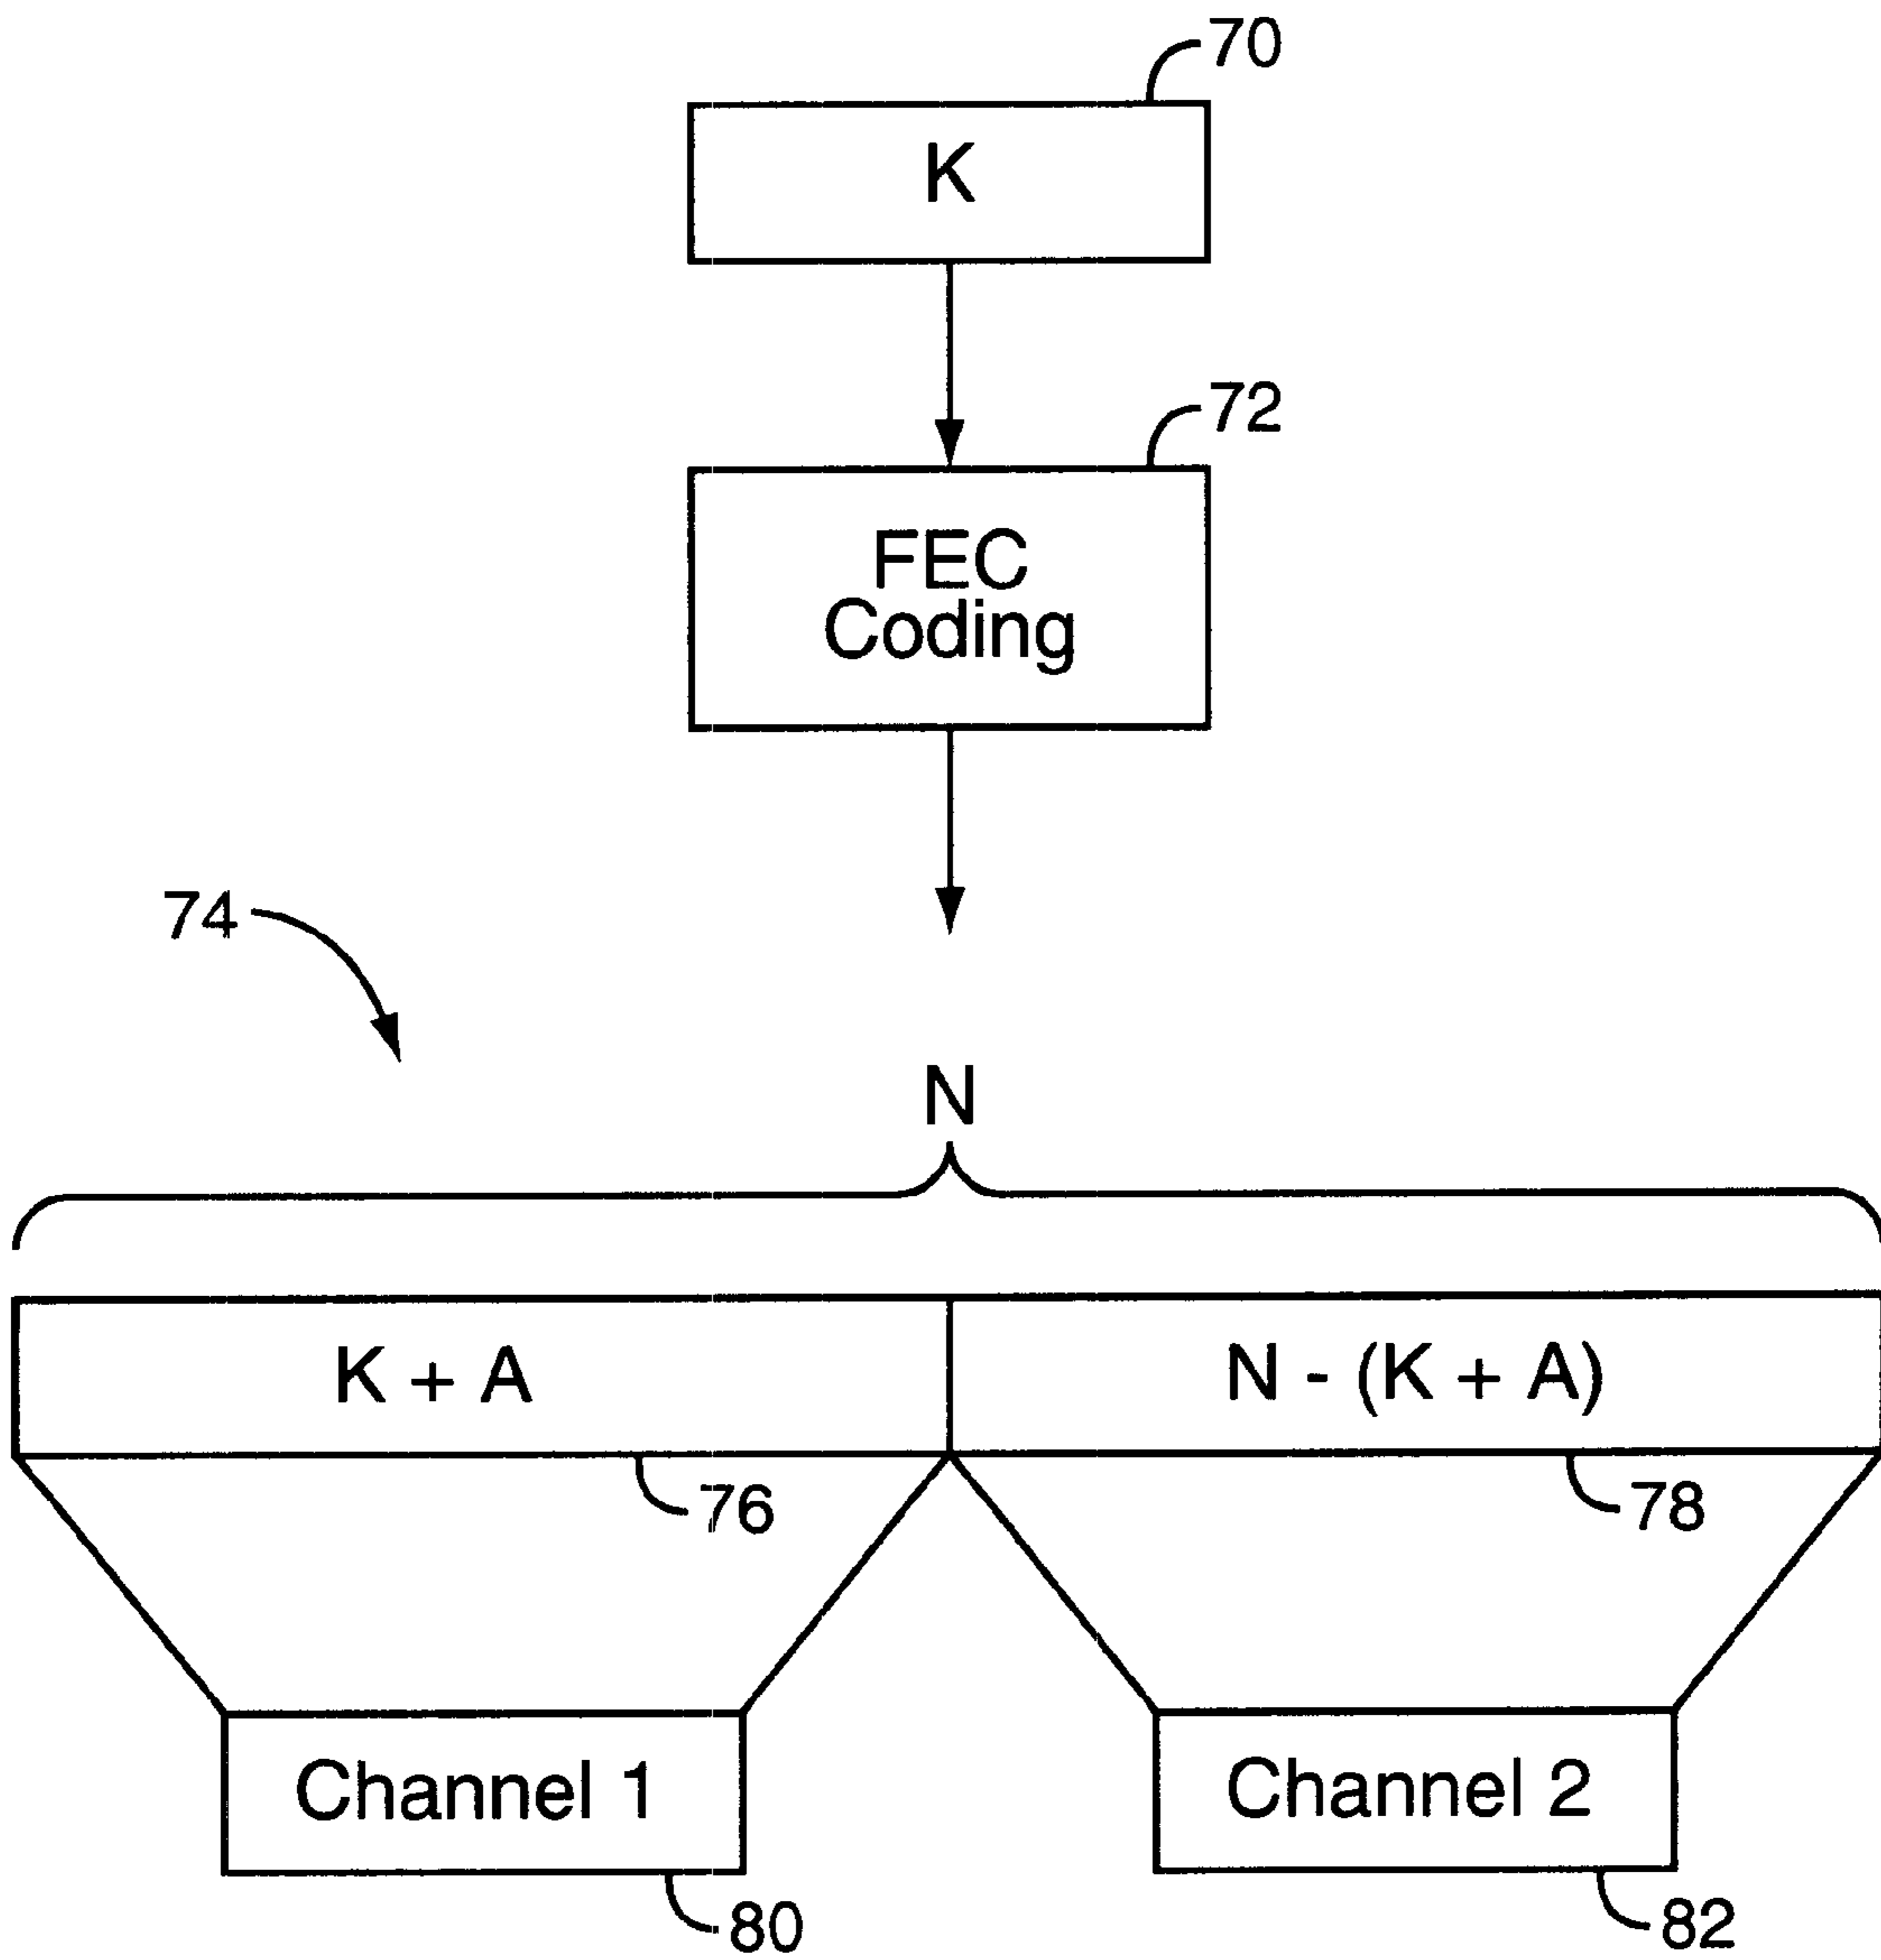 70
K
72
FEC
Coding
74
N
K + A
N - (K + A)
76
78
Channel 1
Channel 2
80
82